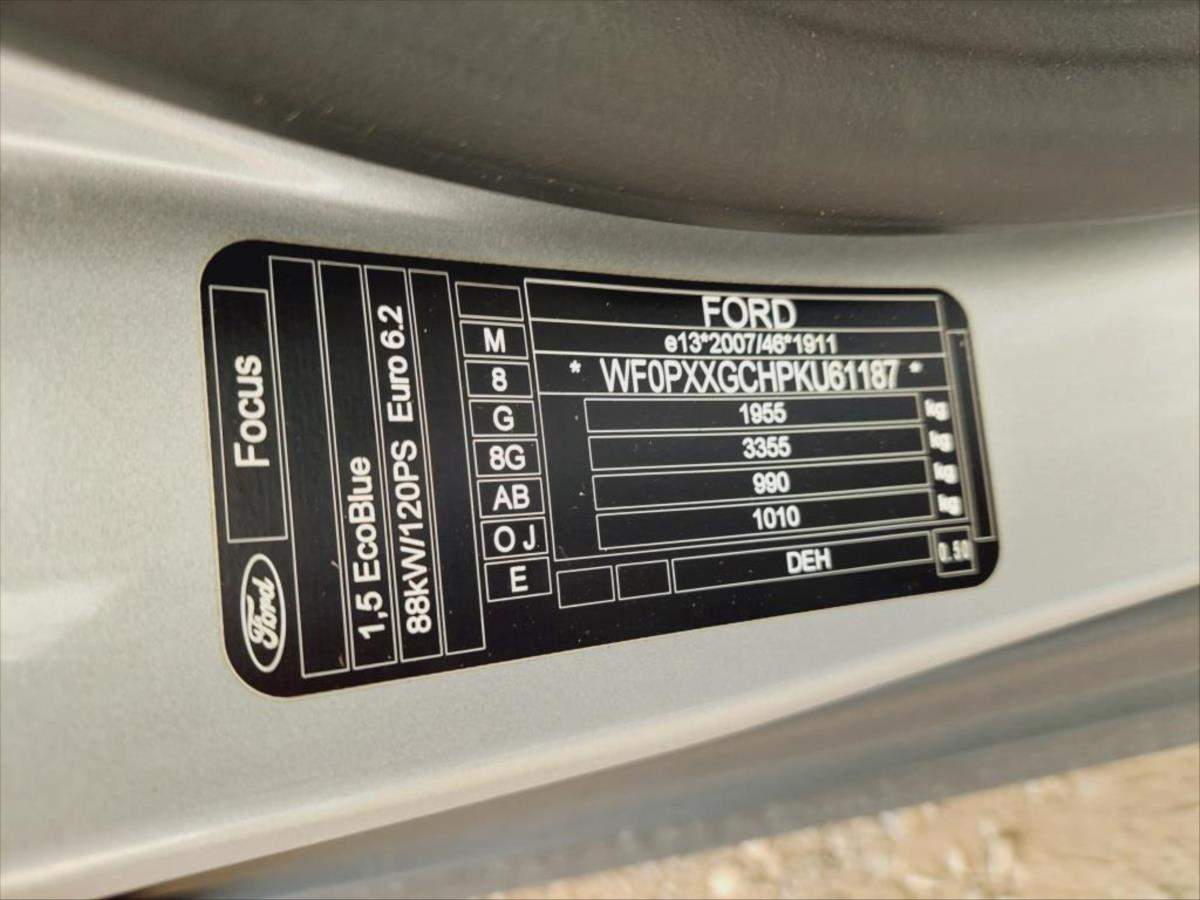 Focus
Ford
1,5 EcoBlue
88kW/120PS Euro 6.2
M
8
G
8G
AB
O J
E
FORD
e13*2007/46*1911
* WF0PXXGCHPKU61187 *
1955 kg
3355 kg
990 kg
1010 kg
DEH
0.50